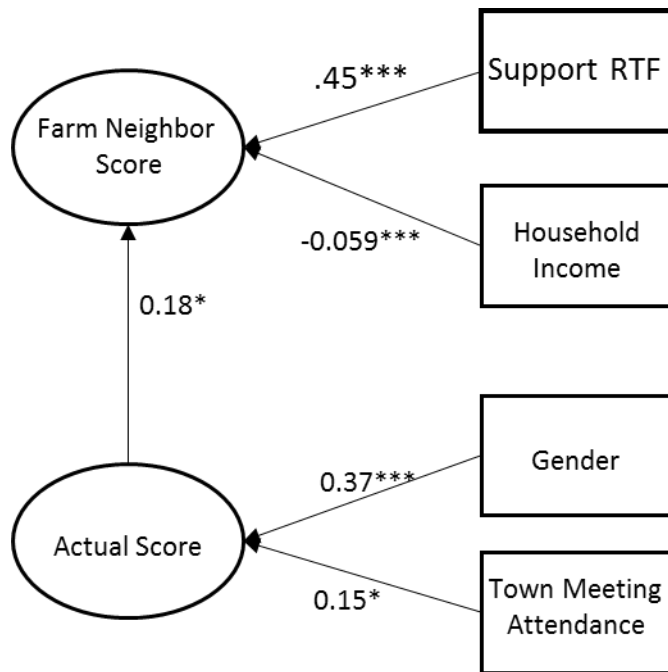 .45***
Support RTF
Farm Neighbor
Score
-0.059***
Household
Income
0.18*
Gender
0.37***
Actual Score
0.15*
Town Meeting
Attendance